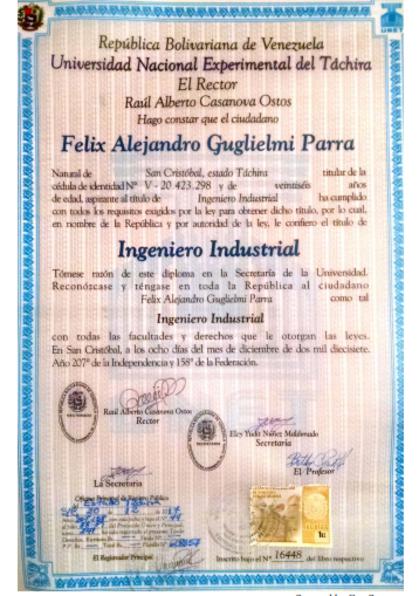 UNET
República Bolivariana de Venezuela
Universidad Nacional Experimental del Táchira
El Rector
Raúl Alberto Casanova Ostos
Hago constar que el ciudadano
Felix Alejandro Guglielmi Parra
Natural de San Cristóbal, estado Táchira titular de la
cédula de identidad Nº V - 20.423.298 y de veintiséis años
de edad, aspirante al título de Ingeniero Industrial ha cumplido
con todos los requisitos exigidos por la ley para obtener dicho título, por lo cual,
en nombre de la República y por autoridad de la ley, le confiero el título de
Ingeniero Industrial
Tómese razón de este diploma en la Secretaría de la Universidad.
Reconózcase y téngase en toda la República al ciudadano
Felix Alejandro Guglielmi Parra como tal
Ingeniero Industrial
con todas las facultades y derechos que le otorgan las leyes.
En San Cristóbal, a los ocho días del mes de diciembre de dos mil diecisiete.
Año 207º de la Independencia y 158º de la Federación.
Raúl Alberto Casanova Ostos
Rector
Eley Yudit Núñez Maldonado
Secretaria
El Profesor
La Secretaria
Oficina Principal de Registro Público
El Registrador Principal
Inscrito bajo el Nº 16448 del libro respectivo